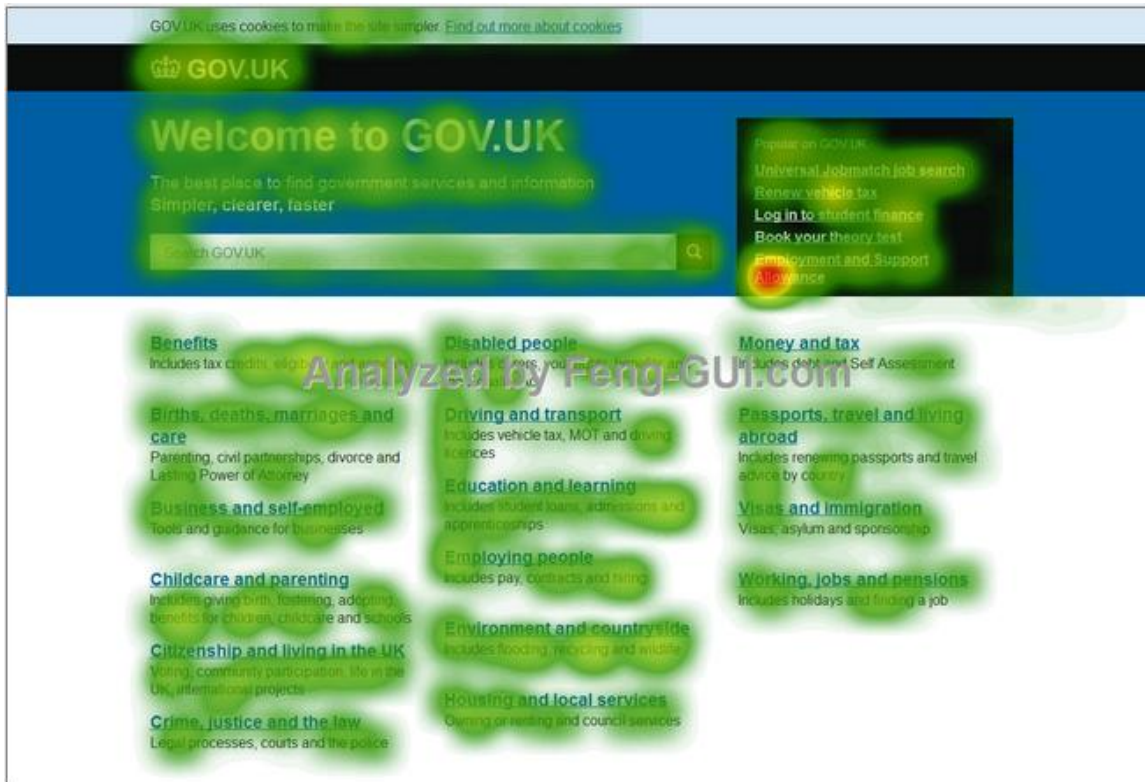 GOV.UK uses cookies to make the site simpler. Find out more about cookies
GOV.UK
Welcome to GOV.UK
The best place to find government services and information
Simpler, clearer, faster
Search GOV.UK
Popular on GOV.UK
Universal Jobmatch job search
Renew vehicle tax
Log in to student finance
Book your theory test
Employment and Support
Allowance
Benefits
Includes tax credits, eligibility and
Births, deaths, marriages and
care
Parenting, civil partnerships, divorce and
Lasting Power of Attorney
Business and self-employed
Tools and guidance for businesses
Childcare and parenting
Includes giving birth, fostering, adopting,
benefits for children, childcare and schools
Citizenship and living in the UK
Voting, community participation, life in the
UK, international projects
Crime, justice and the law
Legal processes, courts and the police
Disabled people
Includes carers, your rights, benefits and
Driving and transport
Includes vehicle tax, MOT and driving
licences
Education and learning
Includes student loans, admissions and
apprenticeships
Employing people
Includes pay, contracts and hiring
Environment and countryside
Includes flooding, recycling and wildlife
Housing and local services
Owning or renting and council services
Money and tax
Includes debt and Self Assessment
Passports, travel and living
abroad
Includes renewing passports and travel
advice by country
Visas and immigration
Visas, asylum and sponsorship
Working, jobs and pensions
Includes holidays and finding a job
Analyzed by Feng-GUI.com